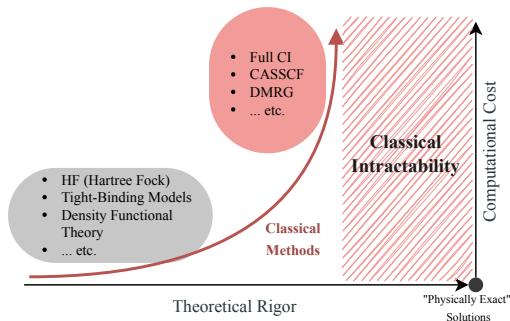 • Full CI
• CASSCF
• DMRG
• ... etc.
Classical
Intractability
Computational Cost
• HF (Hartree Fock)
• Tight-Binding Models
• Density Functional
Theory
• ... etc.
Classical
Methods
Theoretical Rigor
"Physically Exact"
Solutions